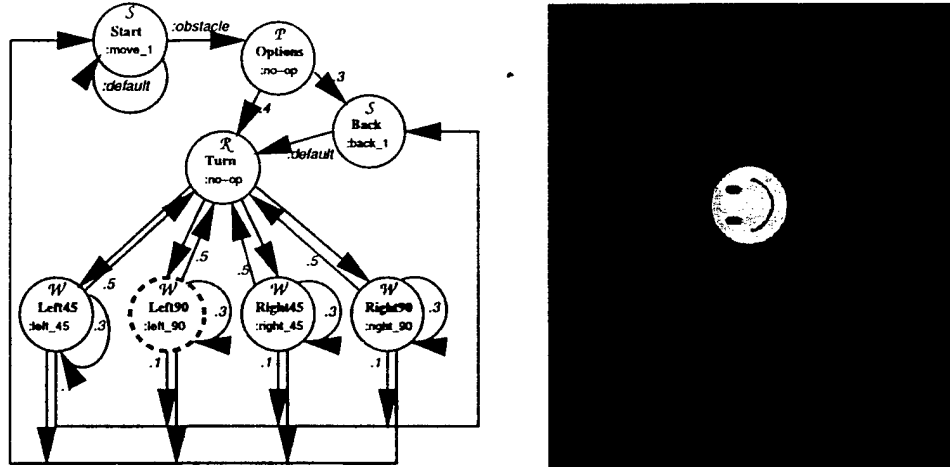 S
Start
:move_1
:default
:obstacle
P
Options
:no-op
.3
.4
S
Back
:back_1
:default
R
Turn
:no-op
.5
.5
.5
.5
W
Left45
:left_45
.3
W
Left90
:left_90
.3
W
Right45
:right_45
.3
W
Right90
:right_90
.3
.1
.1
.1